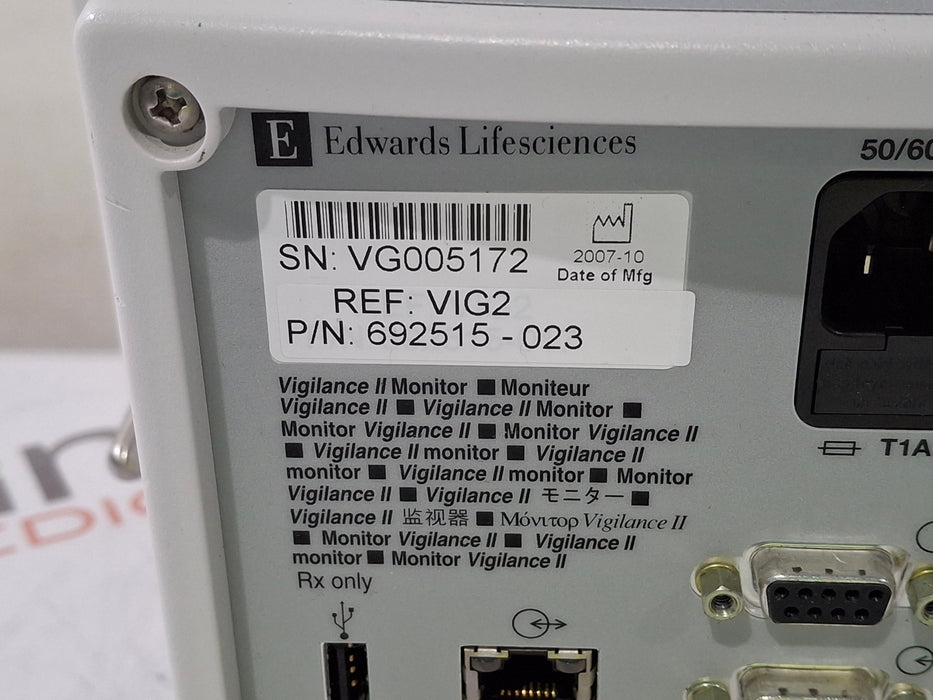 E Edwards Lifesciences
50/60
SN: VG005172
2007-10
Date of Mfg
REF: VIG2
P/N: 692515 - 023
Vigilance II Monitor ■ Moniteur
Vigilance II ■ Vigilance II Monitor ■
Monitor Vigilance II ■ Monitor Vigilance II
■ Vigilance II monitor ■ Vigilance II
monitor ■ Vigilance II monitor ■ Monitor
Vigilance II ■ Vigilance II モニター ■
Vigilance II 监视器 ■ Μόνιτορ Vigilance II
■ Monitor Vigilance II ■ Vigilance II
monitor ■ Monitor Vigilance II
Rx only
T1A